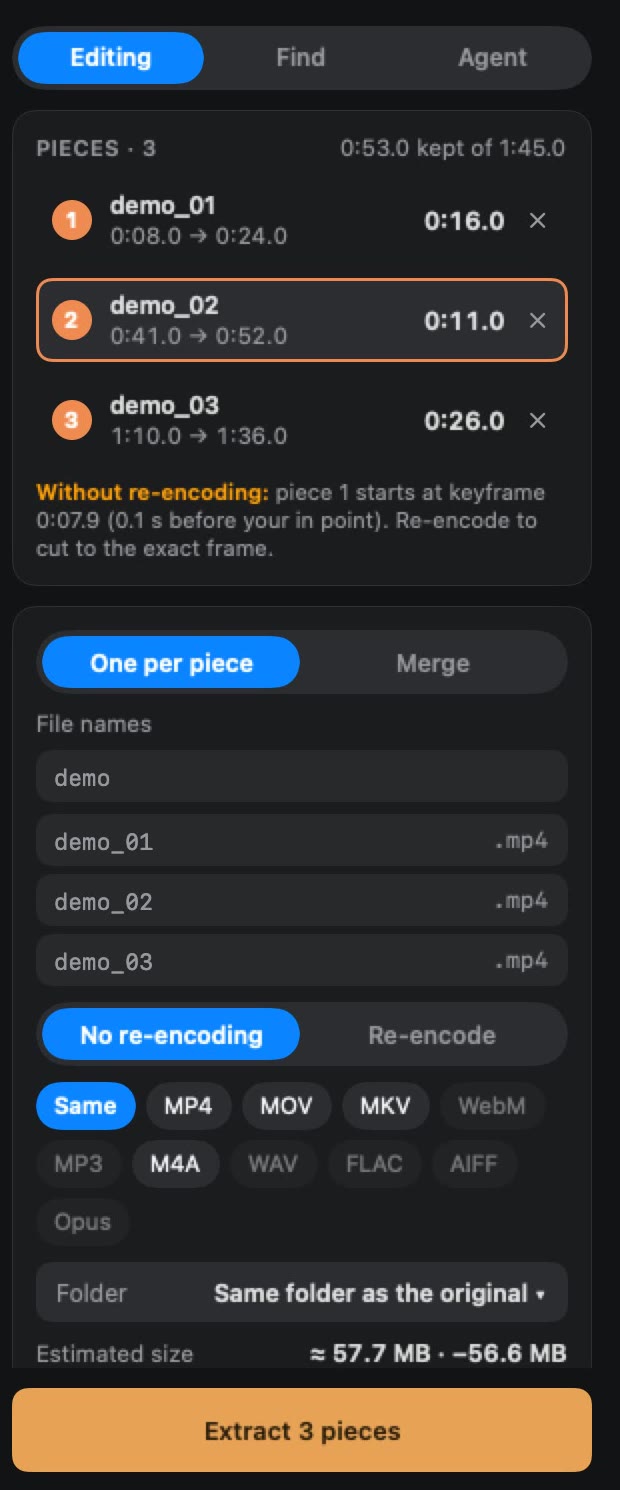 Editing Find Agent
PIECES · 3 0:53.0 kept of 1:45.0
1 demo_01 0:16.0 ×
0:08.0 → 0:24.0
2 demo_02 0:11.0 ×
0:41.0 → 0:52.0
3 demo_03 0:26.0 ×
1:10.0 → 1:36.0
Without re-encoding: piece 1 starts at keyframe
0:07.9 (0.1 s before your in point). Re-encode to
cut to the exact frame.
One per piece Merge
File names
demo
demo_01 .mp4
demo_02 .mp4
demo_03 .mp4
No re-encoding Re-encode
Same MP4 MOV MKV WebM
MP3 M4A WAV FLAC AIFF
Opus
Folder Same folder as the original ▾
Estimated size ≈ 57.7 MB · −56.6 MB
Extract 3 pieces